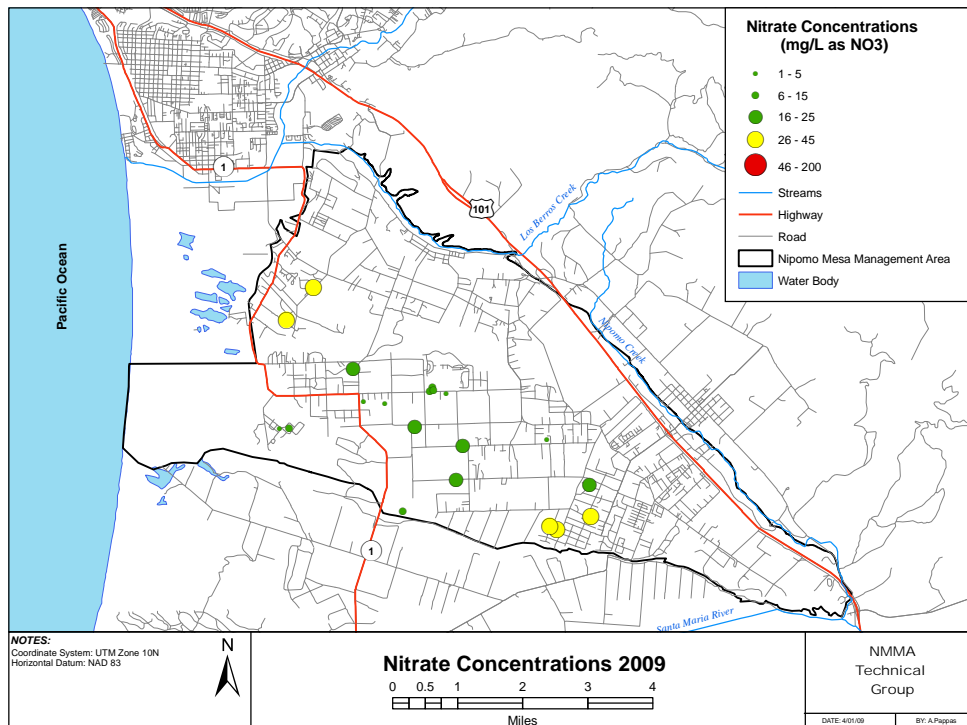 Nitrate Concentrations
(mg/L as NO3)
1 - 5
6 - 15
16 - 25
26 - 45
46 - 200
Streams
Highway
Road
Nipomo Mesa Management Area
Water Body
1
101
Los Berros Creek
Pacific Ocean
Nipomo Creek
1
Santa Maria River
NOTES:
Coordinate System: UTM Zone 10N
Horizontal Datum: NAD 83
N
Nitrate Concentrations 2009
0 0.5 1 2 3 4
Miles
NMMA
Technical
Group
DATE: 4/01/09 BY: A.Pappas